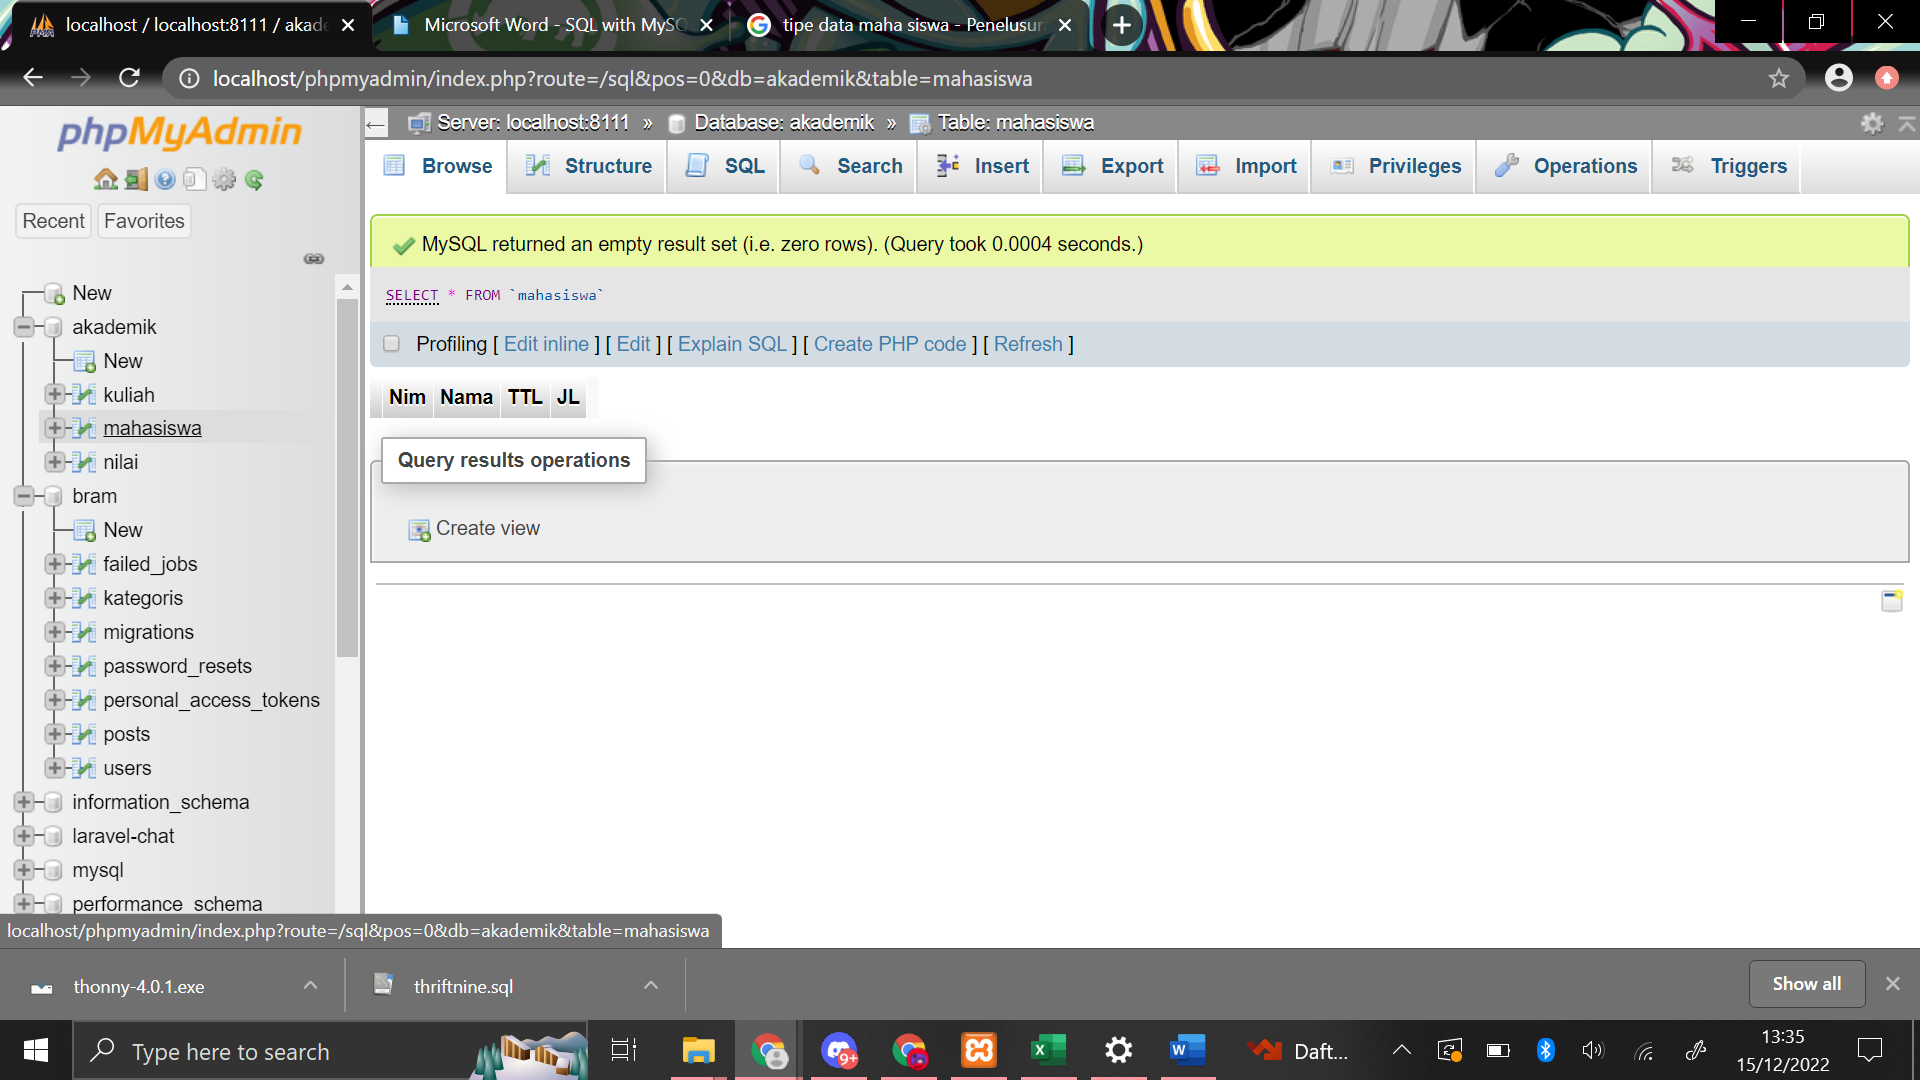 localhost / localhost:8111 / akade
Microsoft Word - SQL with MySQ
tipe data maha siswa - Penelusur
localhost/phpmyadmin/index.php?route=/sql&pos=0&db=akademik&table=mahasiswa
phpMyAdmin
Recent
Favorites
New
akademik
New
kuliah
mahasiswa
nilai
bram
New
failed_jobs
kategoris
migrations
password_resets
personal_access_tokens
posts
users
information_schema
laravel-chat
mysql
performance_schema
Server: localhost:8111 » Database: akademik » Table: mahasiswa
Browse Structure SQL Search Insert Export Import Privileges Operations Triggers
MySQL returned an empty result set (i.e. zero rows). (Query took 0.0004 seconds.)
SELECT * FROM `mahasiswa`
Profiling [ Edit inline ] [ Edit ] [ Explain SQL ] [ Create PHP code ] [ Refresh ]
Nim Nama TTL JL
Query results operations
Create view
localhost/phpmyadmin/index.php?route=/sql&pos=0&db=akademik&table=mahasiswa
thonny-4.0.1.exe
thriftnine.sql
Show all
Type here to search
9+
Daft...
13:35
15/12/2022